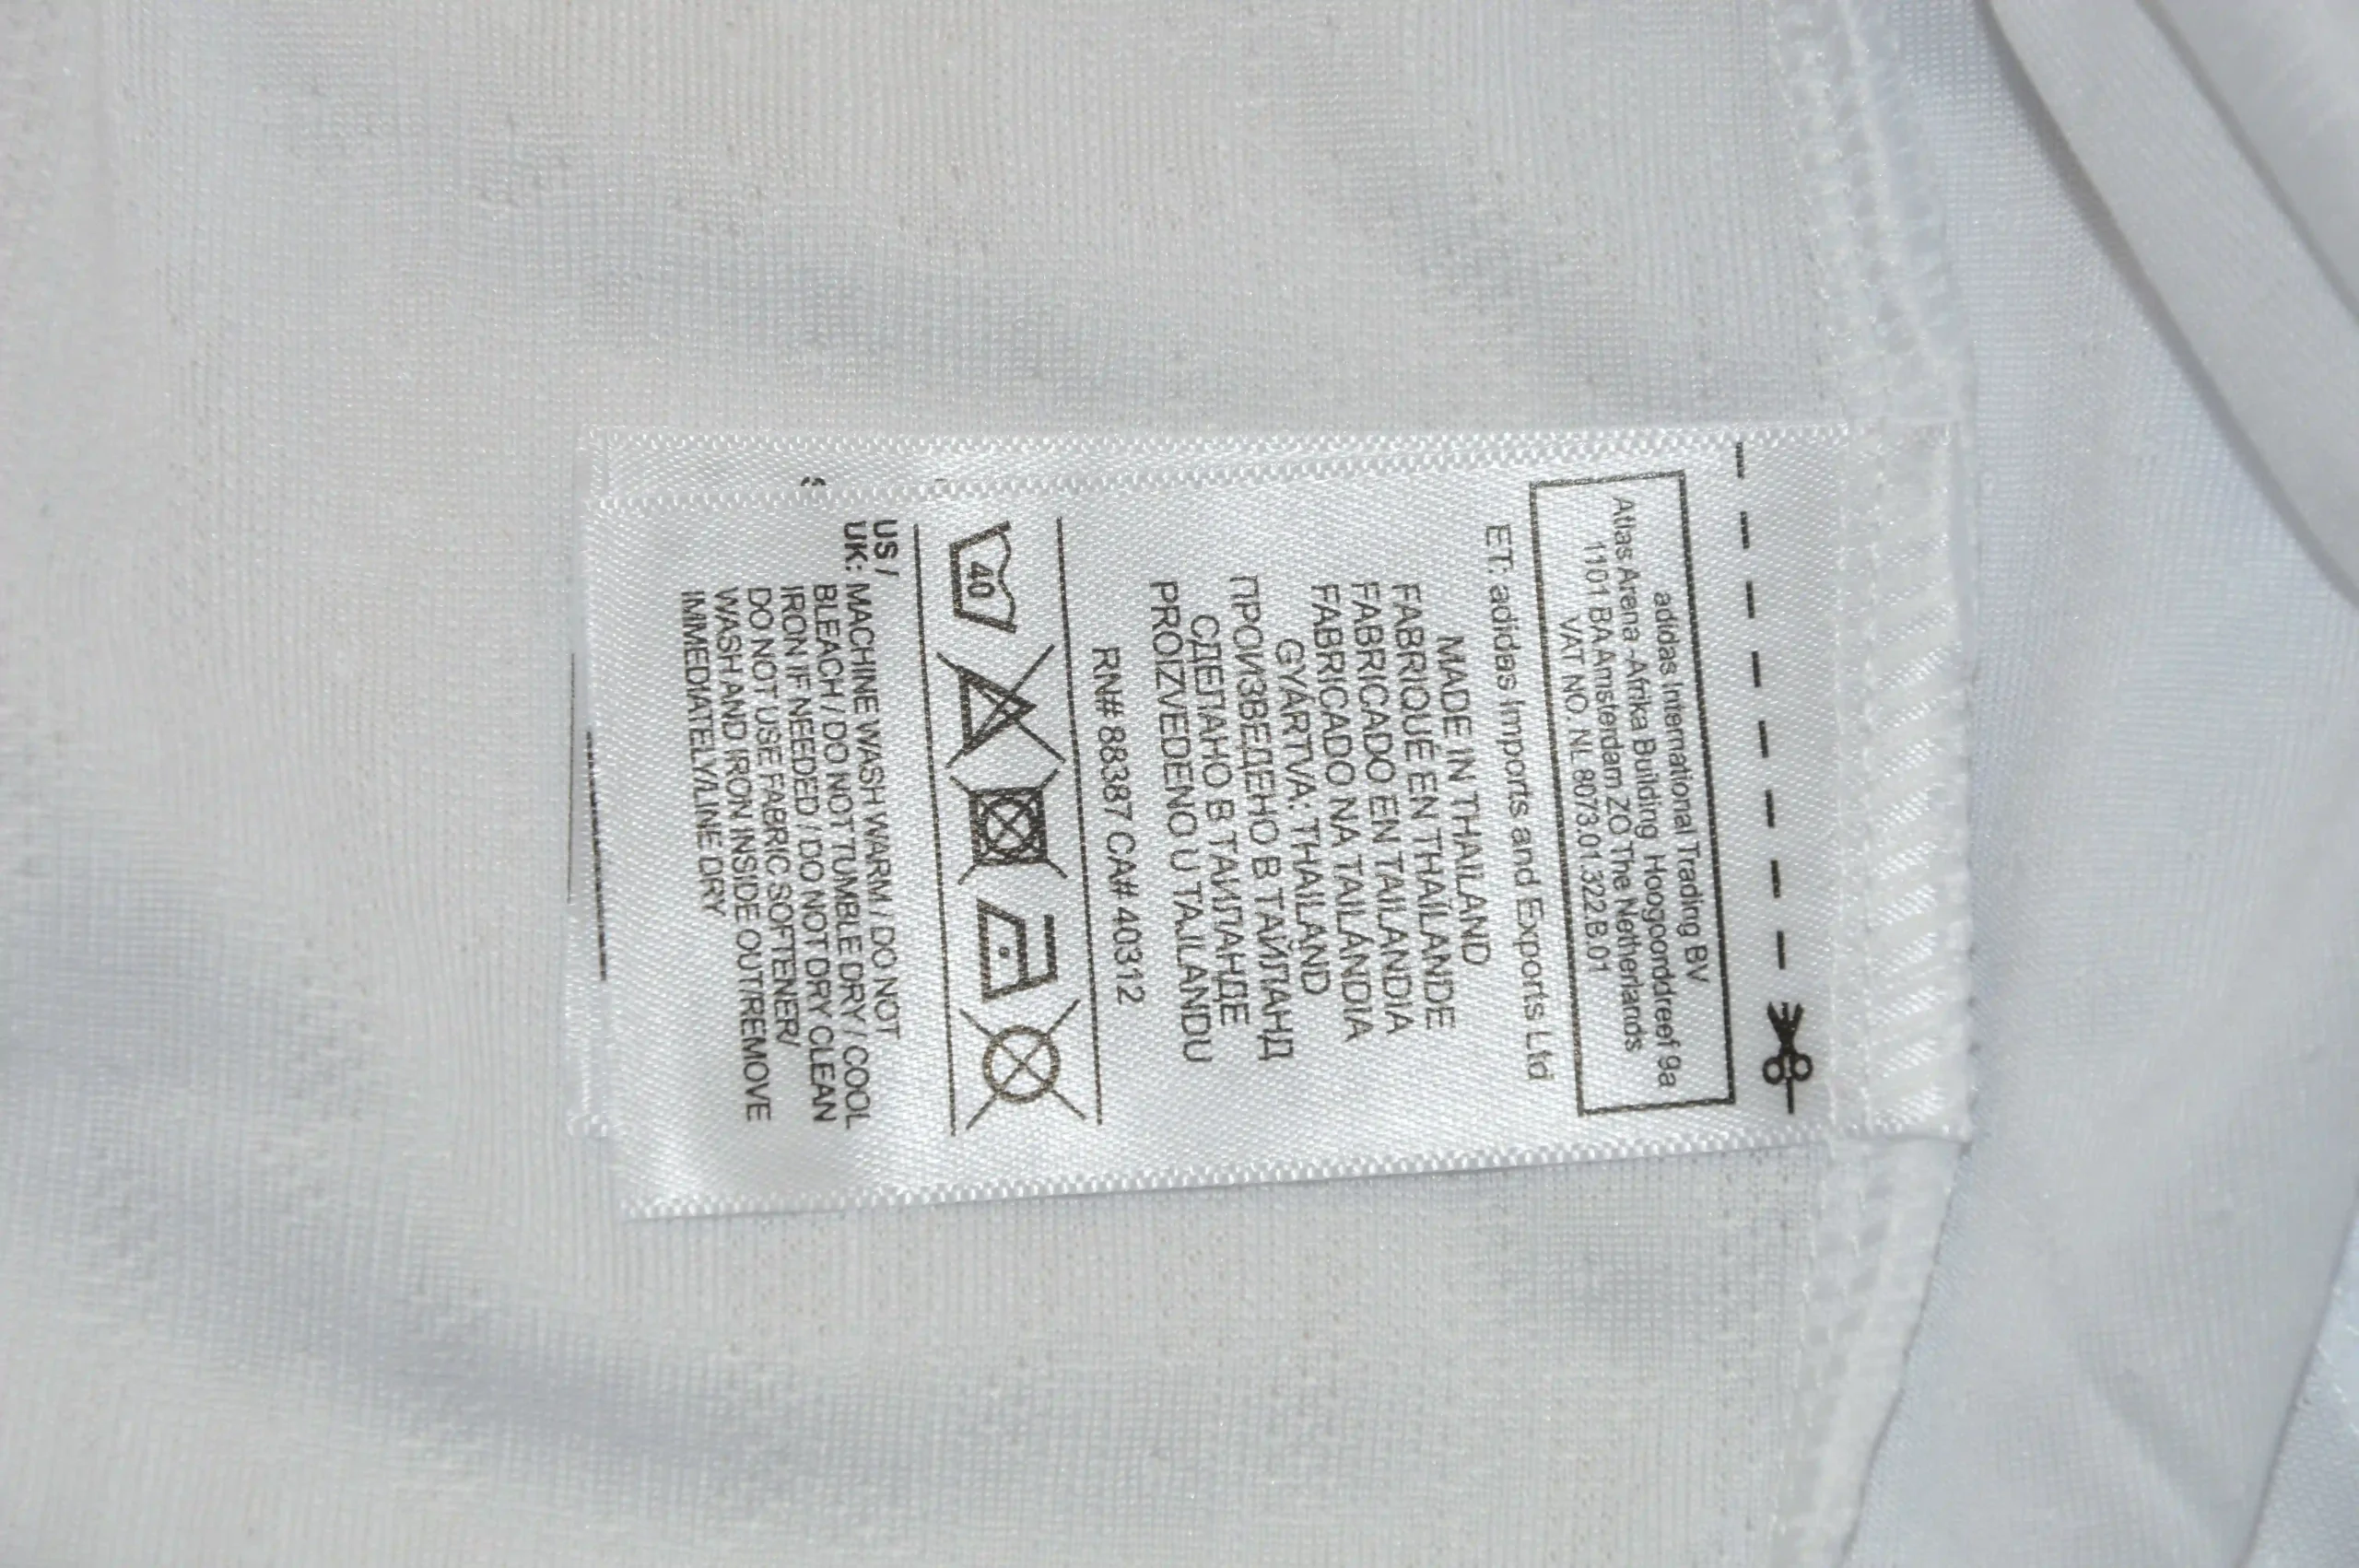 adidas International Trading BV
Atlas Arena -Afrika Building Hoogoorddreef 9a
1101 BA Amsterdam ZO The Netherlands
VAT NO. NL 8073.01.322.B.01
ET: adidas Imports and Exports Ltd
MADE IN THAILAND
FABRIQUÉ EN THAÏLANDE
FABRICADO EN TAILANDIA
FABRICADO NA TAILÂNDIA
GYÁRTVA: THAILAND
ПРОИЗВЕДЕНО В ТАЙЛАНД
СДЕЛАНО В ТАИЛАНДЕ
PROIZVEDENO U TAJLANDU
RN# 88387 CA# 40312
40
US /
UK: MACHINE WASH WARM / DO NOT
BLEACH / DO NOT TUMBLE DRY / COOL
IRON IF NEEDED / DO NOT DRY CLEAN
DO NOT USE FABRIC SOFTENER/
WASH AND IRON INSIDE OUT/REMOVE
IMMEDIATELY/LINE DRY